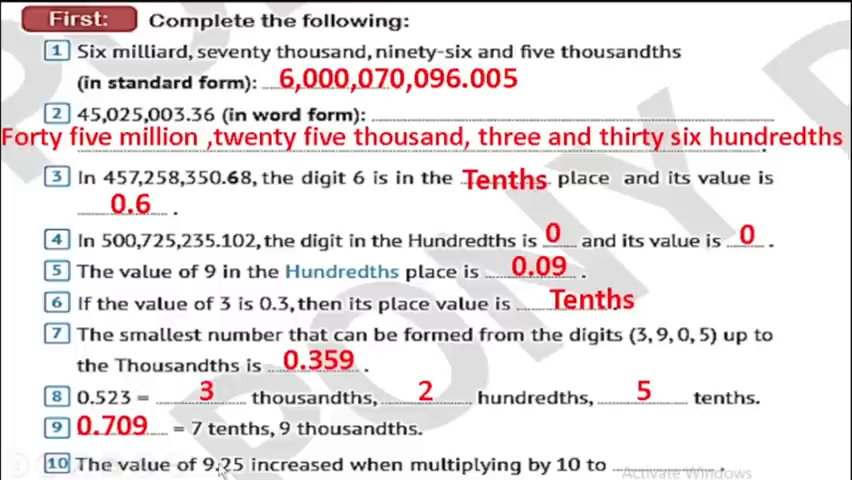 First: Complete the following:
1 Six milliard, seventy thousand, ninety-six and five thousandths
(in standard form): 6,000,070,096.005
2 45,025,003.36 (in word form):
Forty five million ,twenty five thousand, three and thirty six hundredths
3 In 457,258,350.68, the digit 6 is in the Tenths place and its value is
0.6 .
4 In 500,725,235.102, the digit in the Hundredths is 0 and its value is 0 .
5 The value of 9 in the Hundredths place is 0.09 .
6 If the value of 3 is 0.3, then its place value is Tenths
7 The smallest number that can be formed from the digits (3, 9, 0, 5) up to
the Thousandths is 0.359 .
8 0.523 = 3 thousandths, 2 hundredths, 5 tenths.
9 0.709 = 7 tenths, 9 thousandths.
10 The value of 9.25 increased when multiplying by 10 to .
Activate Windows
PONY